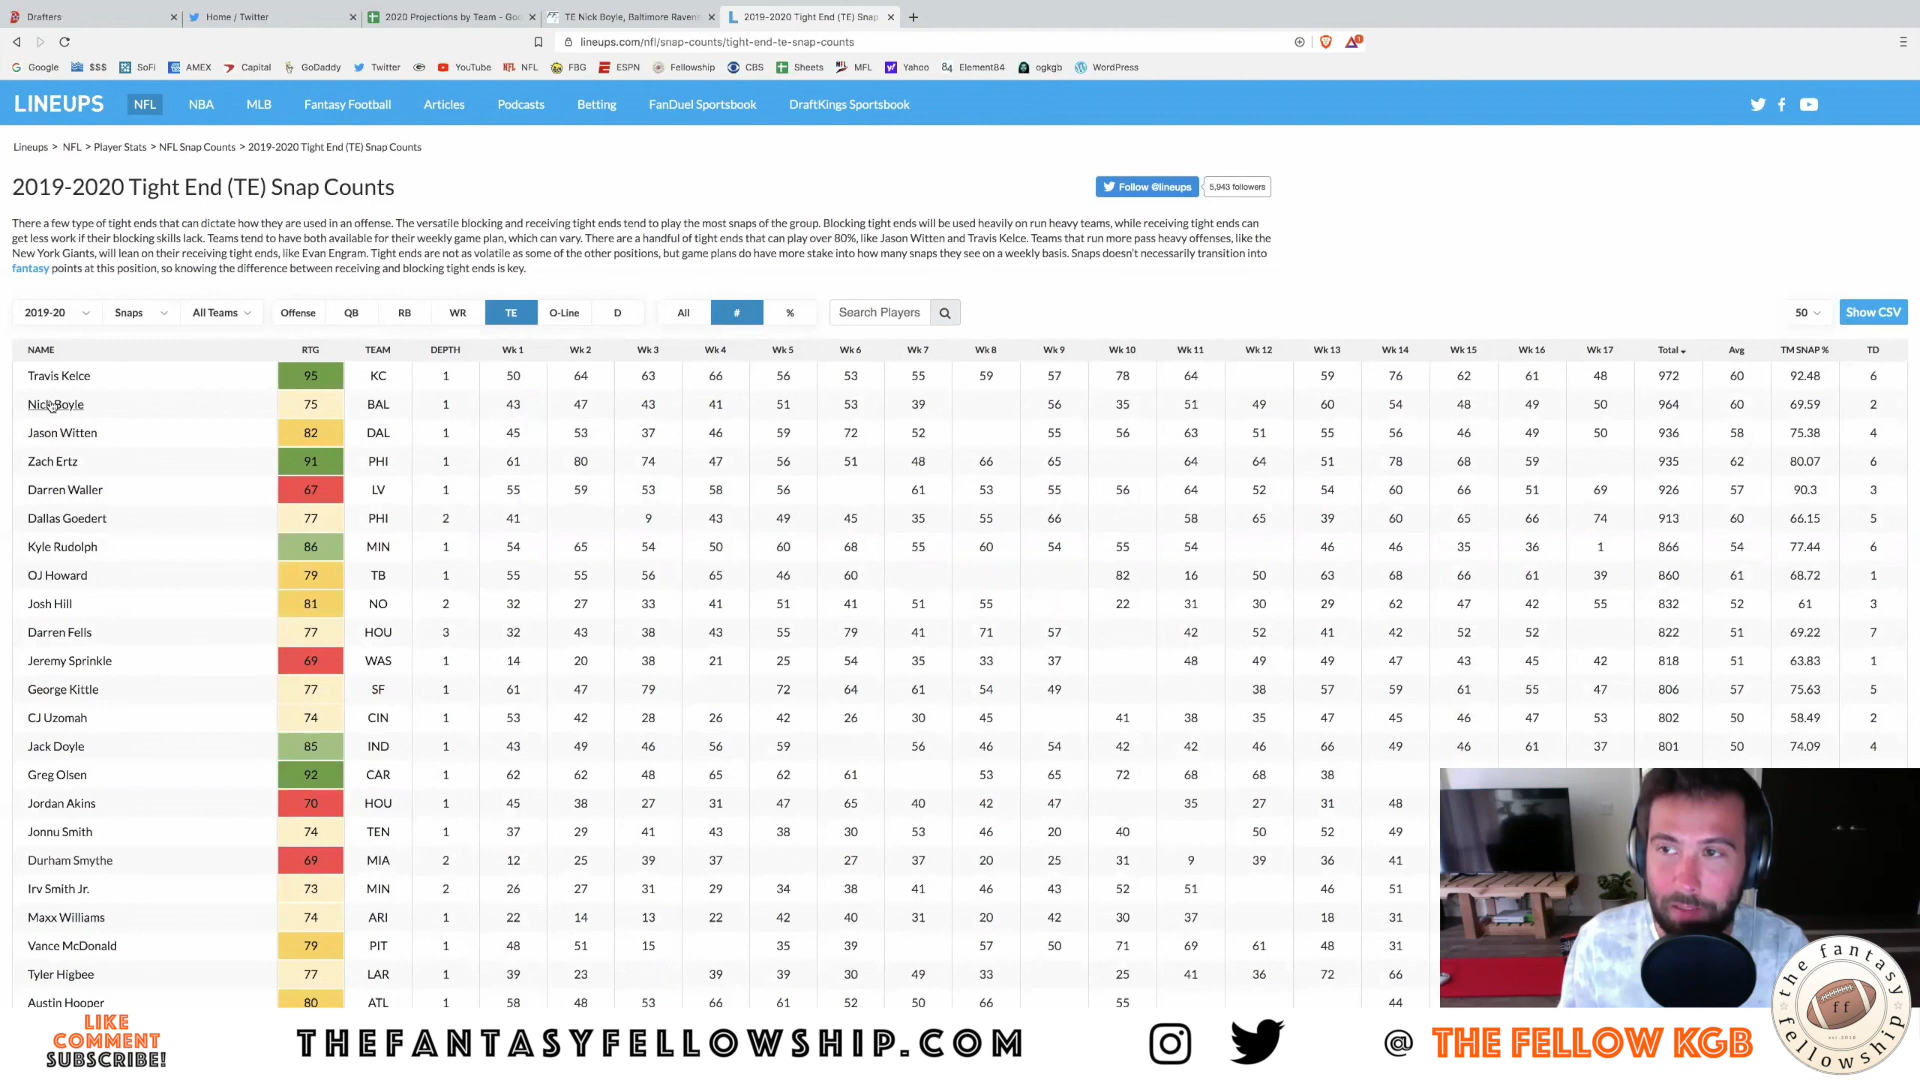 Drafters × Home / Twitter × 2020 Projections by Team - Goo × TE Nick Boyle, Baltimore Raven × 2019-2020 Tight End (TE) Snap × +
lineups.com/nfl/snap-counts/tight-end-te-snap-counts
Google $$$ SoFi AMEX Capital GoDaddy Twitter YouTube NFL FBG ESPN Fellowship CBS Sheets MFL Yahoo Element84 ogkgb WordPress
LINEUPS NFL NBA MLB Fantasy Football Articles Podcasts Betting FanDuel Sportsbook DraftKings Sportsbook
Lineups > NFL > Player Stats > NFL Snap Counts > 2019-2020 Tight End (TE) Snap Counts
2019-2020 Tight End (TE) Snap Counts
Follow @lineups 5,943 followers
There a few type of tight ends that can dictate how they are used in an offense. The versatile blocking and receiving tight ends tend to play the most snaps of the group. Blocking tight ends will be used heavily on run heavy teams, while receiving tight ends can
get less work if their blocking skills lack. Teams tend to have both available for their weekly game plan, which can vary. There are a handful of tight ends that can play over 80%, like Jason Witten and Travis Kelce. Teams that run more pass heavy offenses, like the
New York Giants, will lean on their receiving tight ends, like Evan Engram. Tight ends are not as volatile as some of the other positions, but game plans do have more stake into how many snaps they see on a weekly basis. Snaps doesn't necessarily transition into
fantasy points at this position, so knowing the difference between receiving and blocking tight ends is key.
2019-20 Snaps All Teams Offense QB RB WR TE O-Line D All # % Search Players 50 Show CSV
NAME RTG TEAM DEPTH Wk 1 Wk 2 Wk 3 Wk 4 Wk 5 Wk 6 Wk 7 Wk 8 Wk 9 Wk 10 Wk 11 Wk 12 Wk 13 Wk 14 Wk 15 Wk 16 Wk 17 Total Avg TM SNAP % TD
Travis Kelce 95 KC 1 50 64 63 66 56 53 55 59 57 78 64 59 76 62 61 48 972 60 92.48 6
Nick Boyle 75 BAL 1 43 47 43 41 51 53 39 56 35 51 49 60 54 48 49 50 964 60 69.59 2
Jason Witten 82 DAL 1 45 53 37 46 59 72 52 55 56 63 51 55 56 46 49 50 936 58 75.38 4
Zach Ertz 91 PHI 1 61 80 74 47 56 51 48 66 65 64 64 51 78 68 59 935 62 80.07 6
Darren Waller 67 LV 1 55 59 53 58 56 61 53 55 56 64 52 54 60 66 51 69 926 57 90.3 3
Dallas Goedert 77 PHI 2 41 9 43 49 45 35 55 66 58 65 39 60 65 66 74 913 60 66.15 5
Kyle Rudolph 86 MIN 1 54 65 54 50 60 68 55 60 54 55 54 46 46 35 36 1 866 54 77.44 6
OJ Howard 79 TB 1 55 55 56 65 46 60 82 16 50 63 68 66 61 39 860 61 68.72 1
Josh Hill 81 NO 2 32 27 33 41 51 41 51 55 22 31 30 29 62 47 42 55 832 52 61 3
Darren Fells 77 HOU 3 32 43 38 43 55 79 41 71 57 42 52 41 42 52 52 822 51 69.22 7
Jeremy Sprinkle 69 WAS 1 14 20 38 21 25 54 35 33 37 48 49 49 47 43 45 42 818 51 63.83 1
George Kittle 77 SF 1 61 47 79 72 64 61 54 49 38 57 59 61 55 47 806 57 75.63 5
CJ Uzomah 74 CIN 1 53 42 28 26 42 26 30 45 41 38 35 47 45 46 47 53 802 50 58.49 2
Jack Doyle 85 IND 1 43 49 46 56 59 56 46 54 42 42 46 66 49 46 61 37 801 50 74.09 4
Greg Olsen 92 CAR 1 62 62 48 65 62 61 53 65 72 68 68 38
Jordan Akins 70 HOU 1 45 38 27 31 47 65 40 42 47 35 27 31 48
Jonnu Smith 74 TEN 1 37 29 41 43 38 30 53 46 20 40 50 52 49
Durham Smythe 69 MIA 2 12 25 39 37 27 37 20 25 31 9 39 36 41
Irv Smith Jr. 73 MIN 2 26 27 31 29 34 38 41 46 43 52 51 46 51
Maxx Williams 74 ARI 1 22 14 13 22 42 40 31 20 42 30 37 18 31
Vance McDonald 79 PIT 1 48 51 15 35 39 57 50 71 69 61 48 31
Tyler Higbee 77 LAR 1 39 23 39 39 30 49 33 25 41 36 72 66
Austin Hooper 80 ATL 1 58 48 53 66 61 52 50 66 55 44
LIKE
COMMENT
SUBSCRIBE!
THEFANTASYFELLOWSHIP.COM
@ THE FELLOW KGB
the fantasy fellowship
ff
est 2018